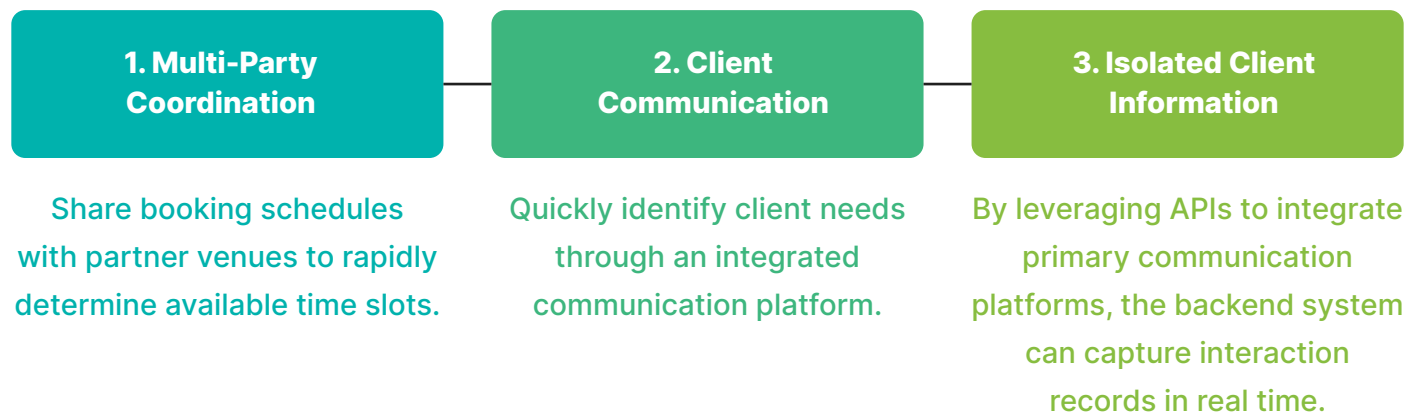 1. Multi-Party
Coordination
Share booking schedules
with partner venues to rapidly
determine available time slots.
2. Client
Communication
Quickly identify client needs
through an integrated
communication platform.
3. Isolated Client
Information
By leveraging APIs to integrate
primary communication
platforms, the backend system
can capture interaction
records in real time.